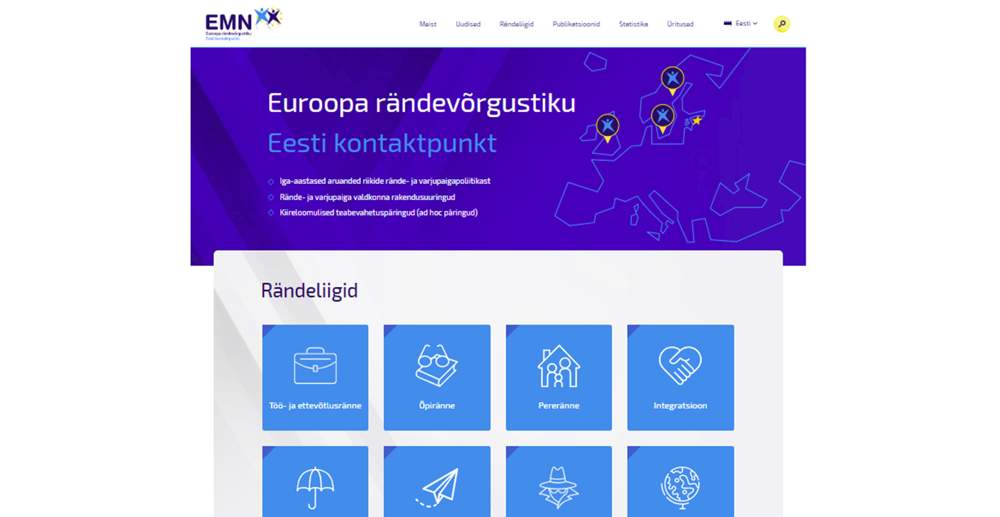 EMN
Euroopa rändevõrgustiku
Eesti kontaktpunkt
Meist
Uudised
Rändeliigid
Publikatsioonid
Statistika
Üritused
Eesti
Euroopa rändevõrgustiku
Eesti kontaktpunkt
Iga-aastased aruanded riikide rände- ja varjupaigapoliitikast
Rände- ja varjupaiga valdkonna rakendusuuringud
Kiireloomulised teabevahetuspäringud (ad hoc päringud)
Rändeliigid
Töö- ja ettevõtlusränne
Õpiränne
Pereränne
Integratsioon